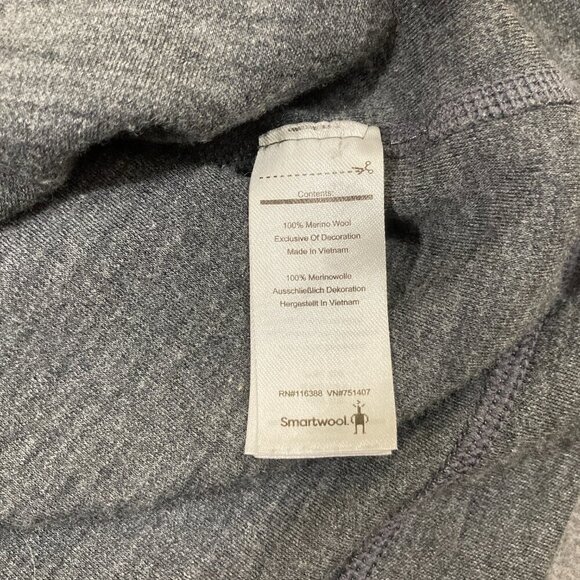 Contents:
100% Merino Wool
Exclusive Of Decoration
Made In Vietnam
100% Merinowolle
Ausschließlich Dekoration
Hergestellt In Vietnam
RN#116388 VN#751407
Smartwool